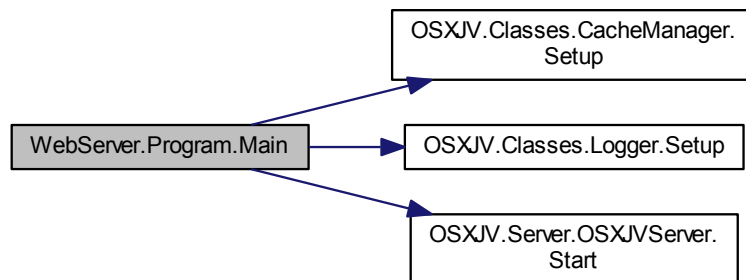 OSXJV.Classes.CacheManager.
Setup
WebServer.Program.Main
OSXJV.Classes.Logger.Setup
OSXJV.Server.OSXJVServer.
Start